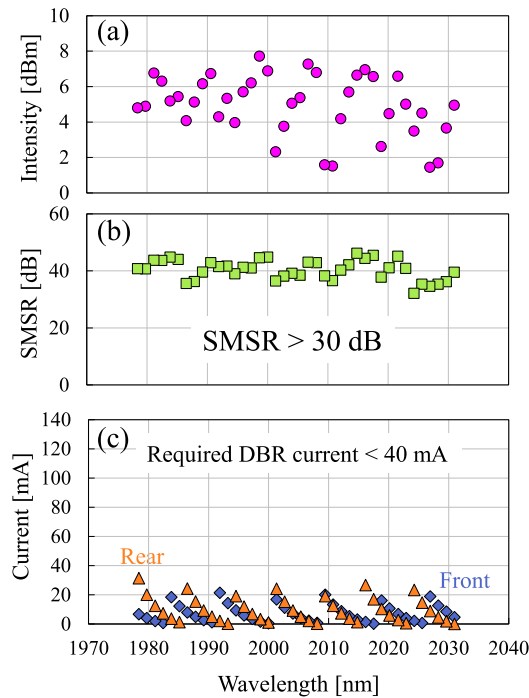 (a)
Intensity [dBm]
10
8
6
4
2
0
(b)
SMSR [dB]
60
40
20
0
SMSR > 30 dB
(c)
Current [mA]
140
120
100
80
60
40
20
0
Required DBR current < 40 mA
Rear
Front
1970 1980 1990 2000 2010 2020 2030 2040
Wavelength [nm]